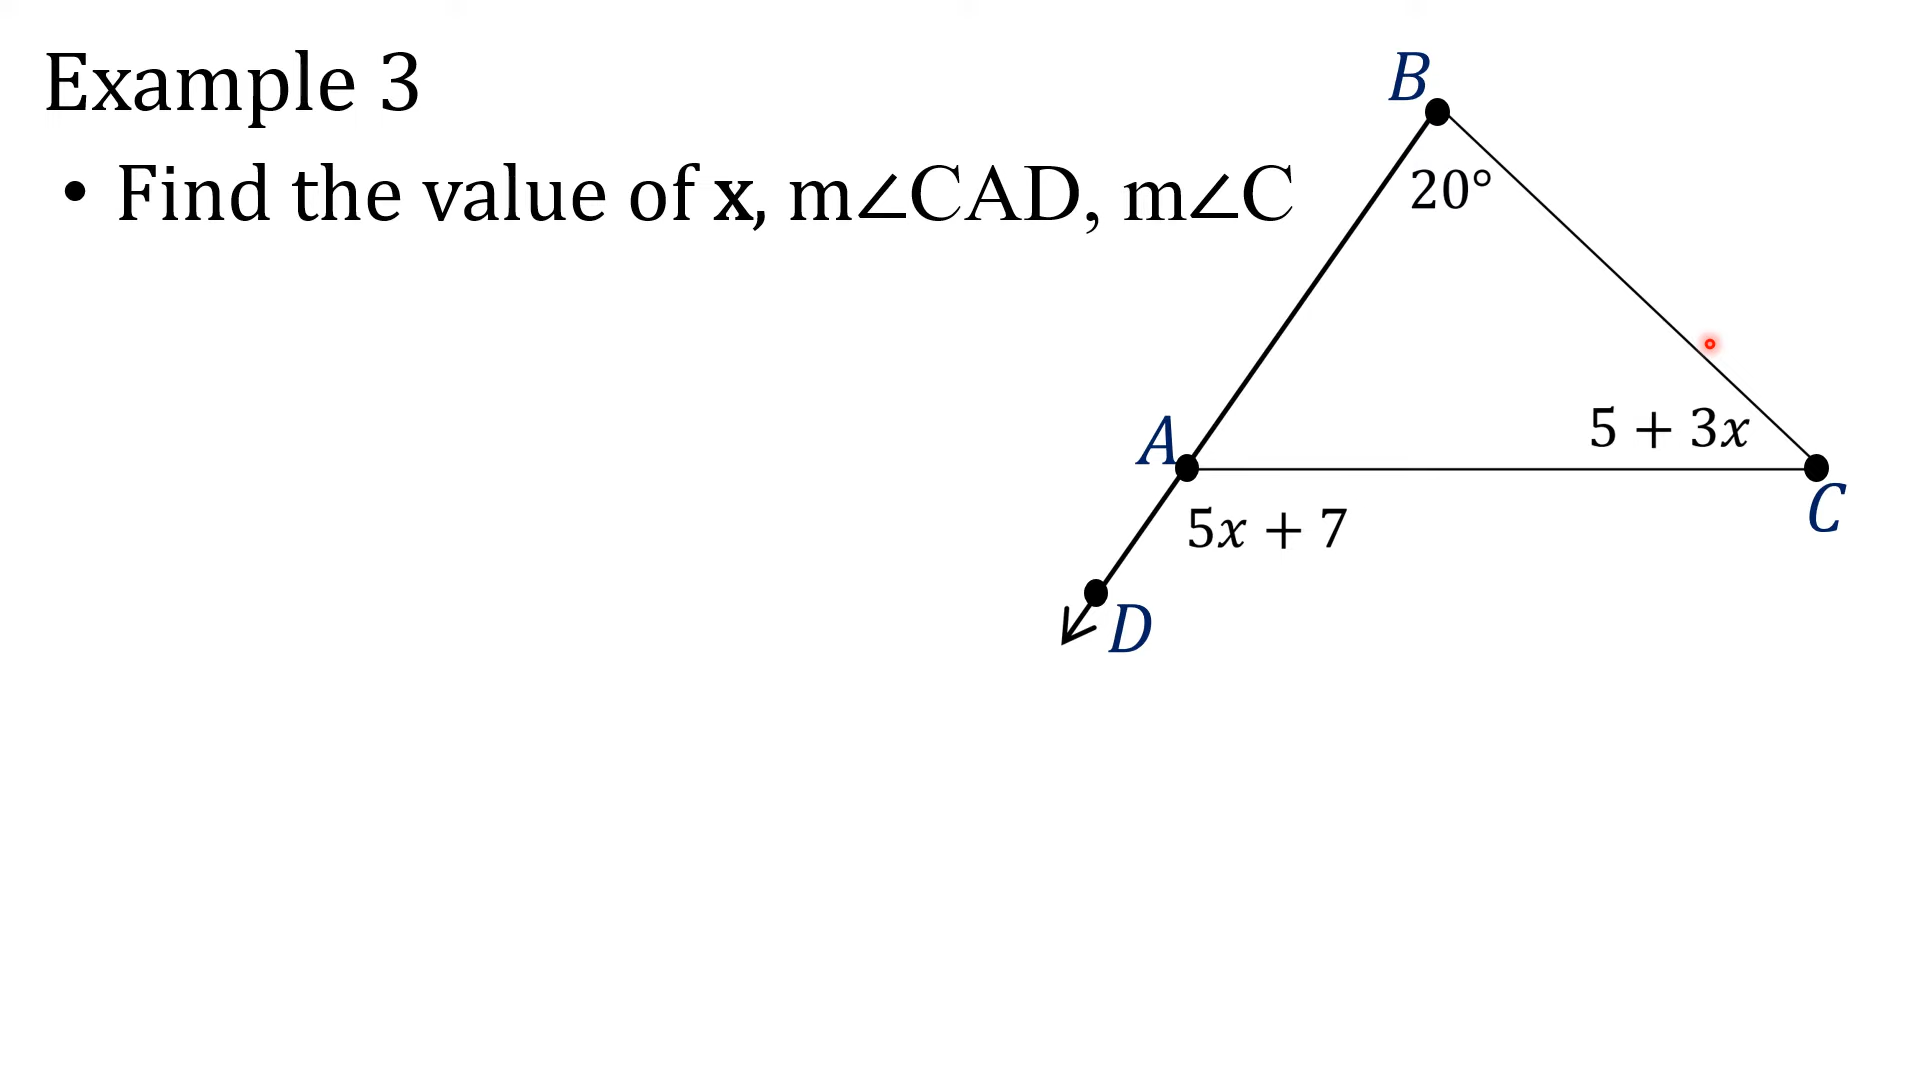 Example 3
• Find the value of x, m∠CAD, m∠C
B
20°
A
5 + 3x
C
5x + 7
D